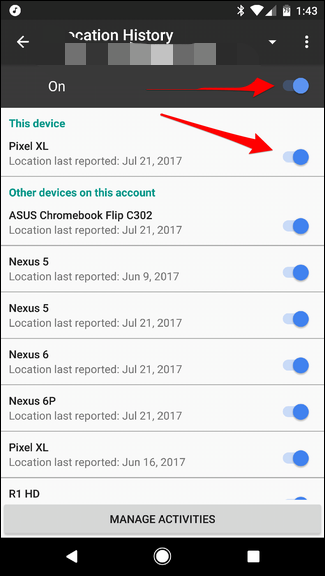 1:43
ocation History
On
This device
Pixel XL
Location last reported: Jul 21, 2017
Other devices on this account
ASUS Chromebook Flip C302
Location last reported: Jul 21, 2017
Nexus 5
Location last reported: Jun 9, 2017
Nexus 5
Location last reported: Jul 21, 2017
Nexus 6
Location last reported: Jul 21, 2017
Nexus 6P
Location last reported: Jul 21, 2017
Pixel XL
Location last reported: Jun 16, 2017
R1 HD
MANAGE ACTIVITIES